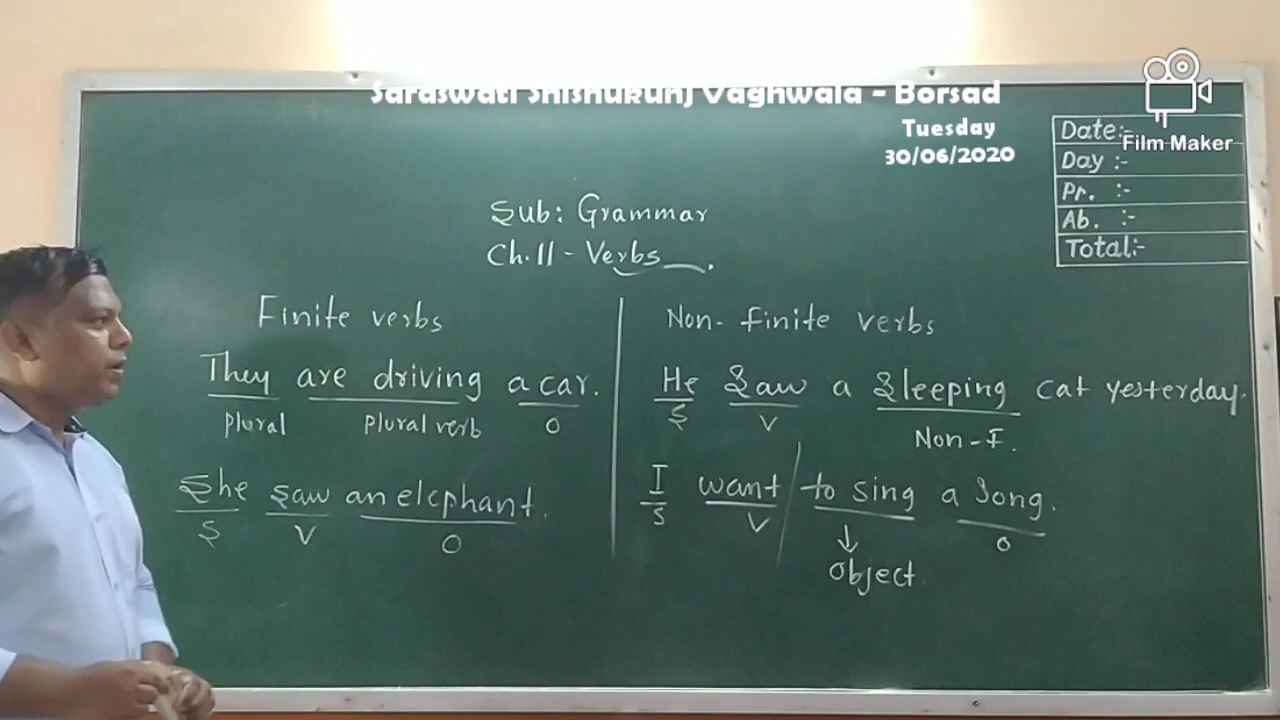 Saraswati Shishukunj Vaghwala - Borsad
Tuesday
30/06/2020
Film Maker
Date:-
Day :-
Pr. :-
Ab. :-
Total:-
Sub: Grammar
Ch.11 - Verbs
Finite verbs
They are driving a car.
plural plural verb O
She saw an elephant.
S V O
Non-finite verbs
He saw a sleeping cat yesterday.
S V Non-F.
I want / to sing a song.
S V O
↓
object